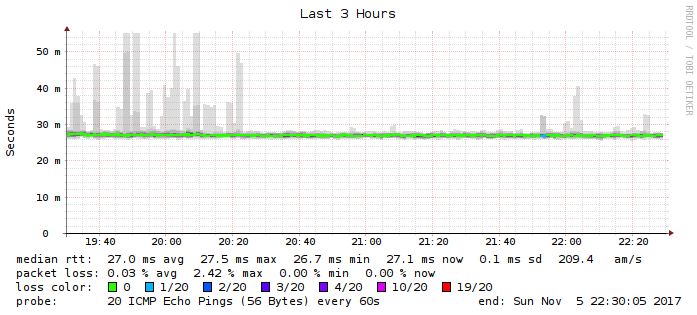 Last 3 Hours
RRDTOOL / TOBI OETIKER
Seconds
50 m
40 m
30 m
20 m
10 m
0
19:40 20:00 20:20 20:40 21:00 21:20 21:40 22:00 22:20
median rtt: 27.0 ms avg 27.5 ms max 26.7 ms min 27.1 ms now 0.1 ms sd 209.4 am/s
packet loss: 0.03 % avg 2.42 % max 0.00 % min 0.00 % now
loss color: 0 1/20 2/20 3/20 4/20 10/20 19/20
probe: 20 ICMP Echo Pings (56 Bytes) every 60s end: Sun Nov 5 22:30:05 2017